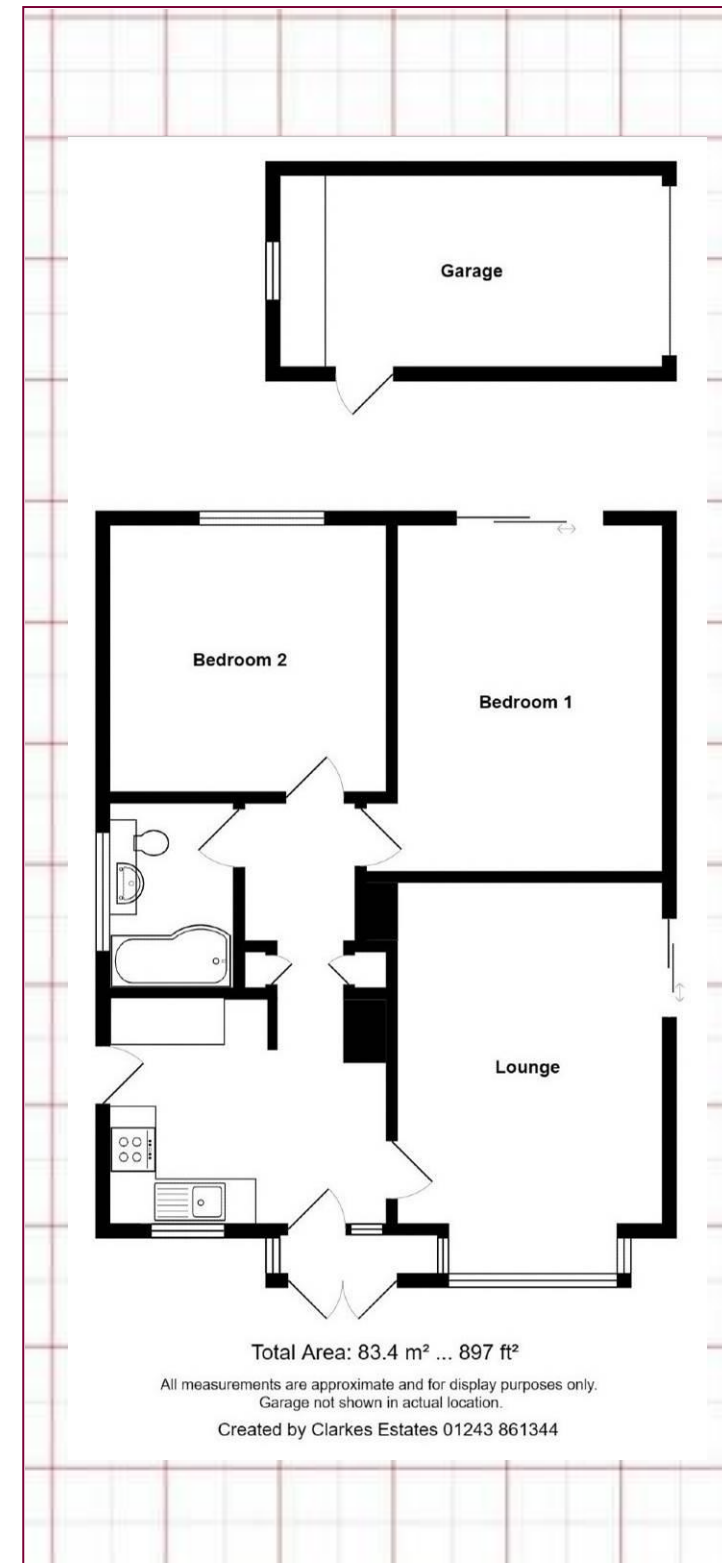 Garage
Bedroom 2
Bedroom 1
Lounge
Total Area: 83.4 m² ... 897 ft²
All measurements are approximate and for display purposes only.
Garage not shown in actual location.
Created by Clarkes Estates 01243 861344